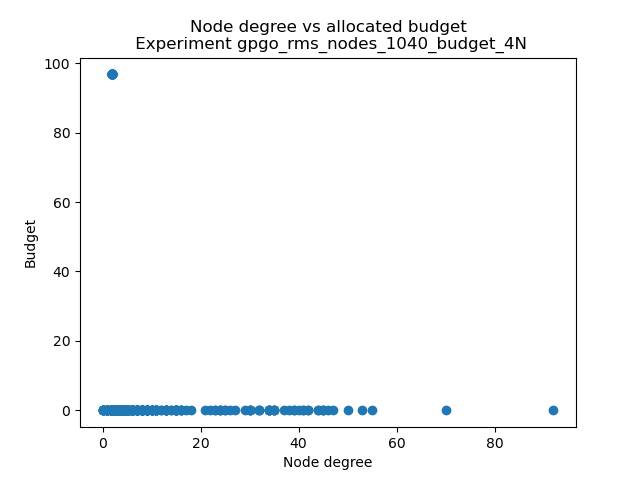 Node degree vs allocated budget
Experiment gpgo_rms_nodes_1040_budget_4N
100
80
60
40
20
0
Budget
0 20 40 60 80
Node degree